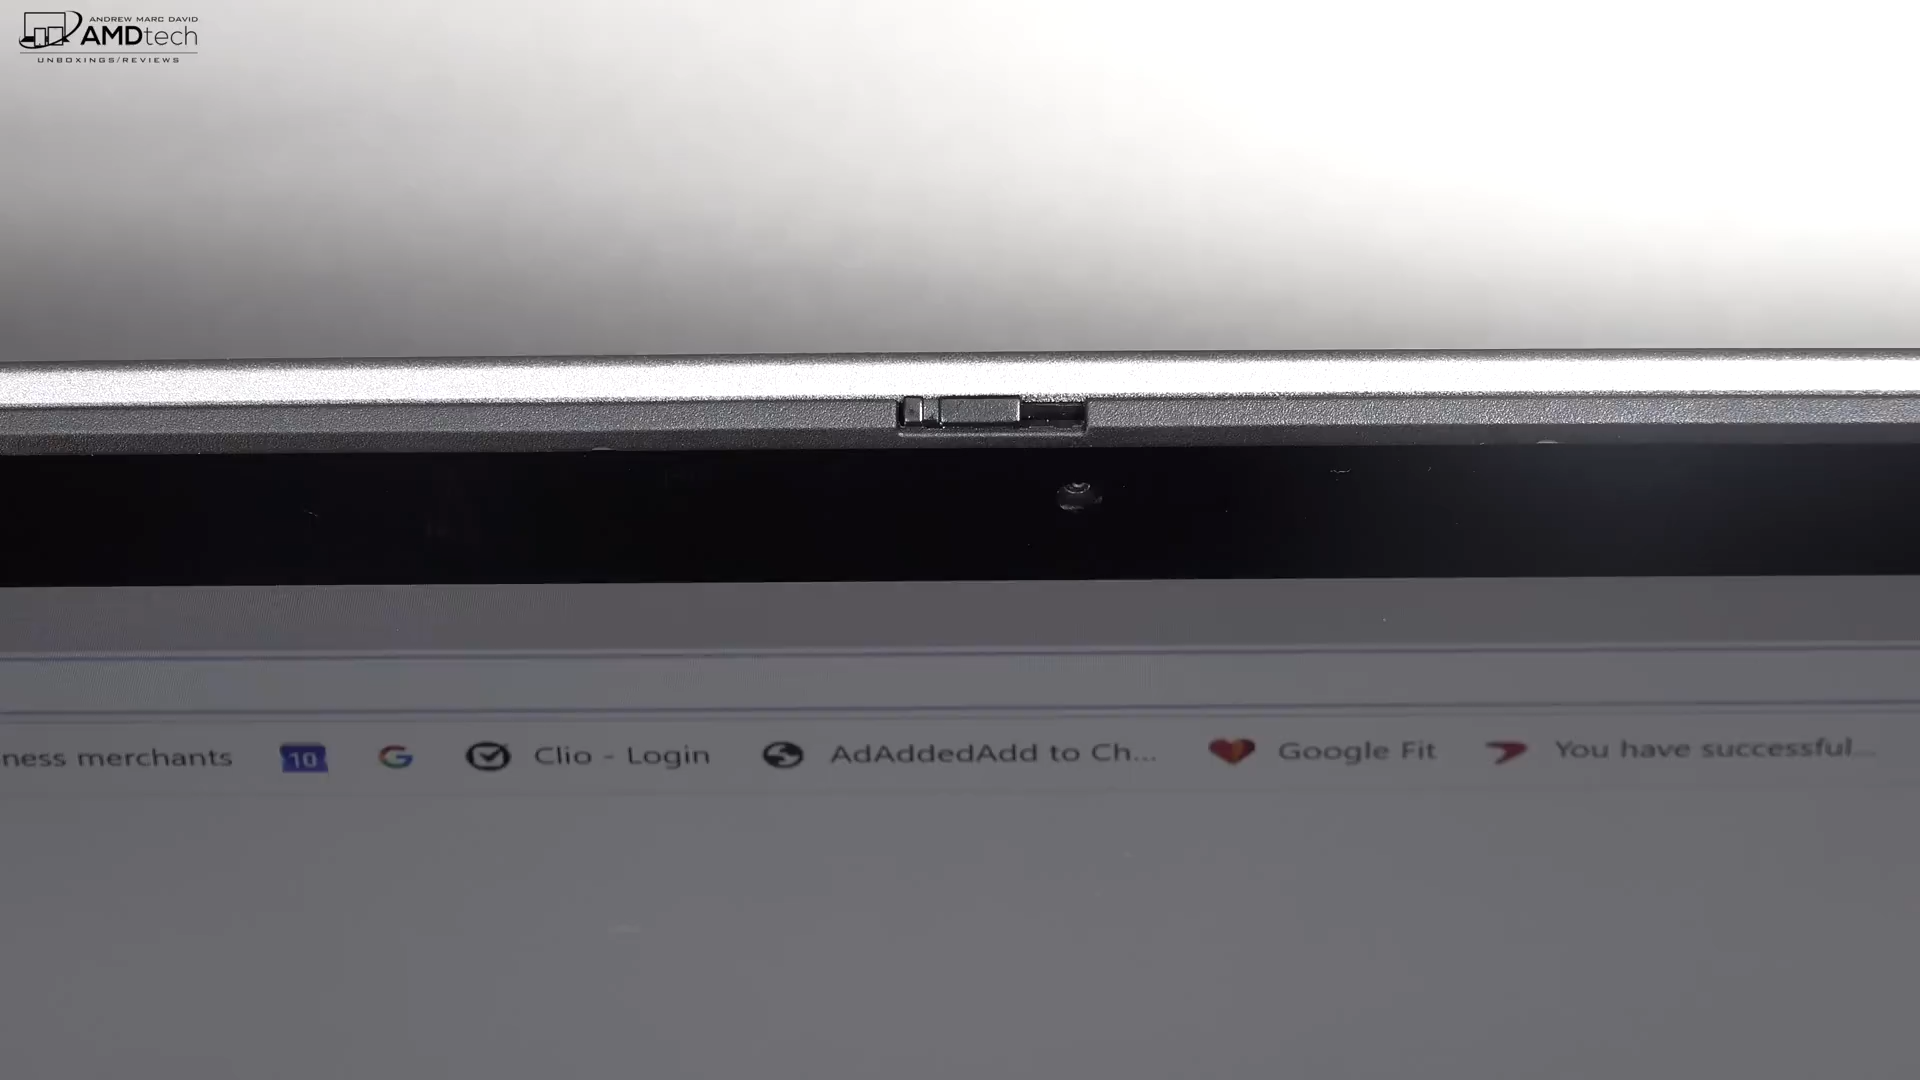 ANDREW MARC DAVID
AMDtech
UNBOXINGS/REVIEWS
ness merchants 10 G Clio - Login AdAddedAdd to Ch... Google Fit You have successful...